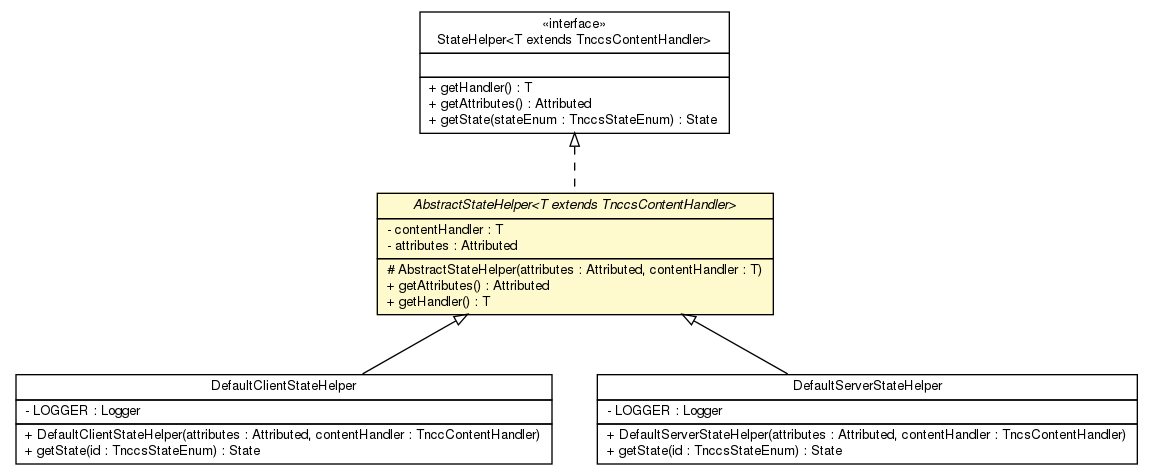 «interface»
StateHelper<T extends TnccsContentHandler>
+ getHandler() : T
+ getAttributes() : Attributed
+ getState(stateEnum : TnccsStateEnum) : State
AbstractStateHelper<T extends TnccsContentHandler>
- contentHandler : T
- attributes : Attributed
# AbstractStateHelper(attributes : Attributed, contentHandler : T)
+ getAttributes() : Attributed
+ getHandler() : T
DefaultClientStateHelper
- LOGGER : Logger
+ DefaultClientStateHelper(attributes : Attributed, contentHandler : TnccContentHandler)
+ getState(id : TnccsStateEnum) : State
DefaultServerStateHelper
- LOGGER : Logger
+ DefaultServerStateHelper(attributes : Attributed, contentHandler : TncsContentHandler)
+ getState(id : TnccsStateEnum) : State